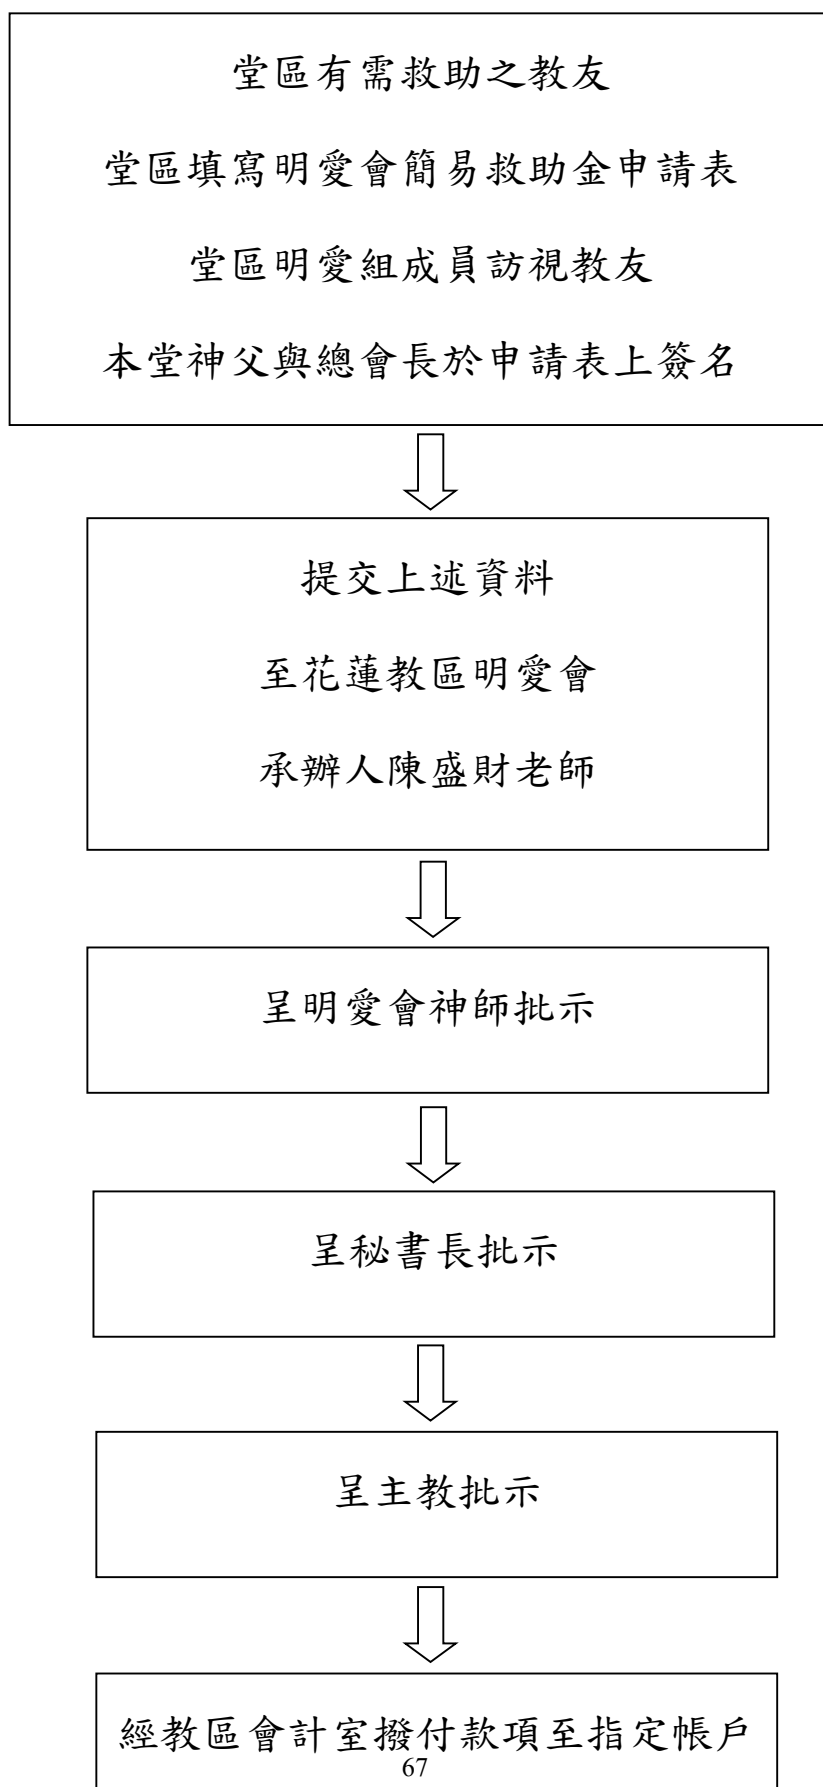 堂區有需救助之教友
堂區填寫明愛會簡易救助金申請表
堂區明愛組成員訪視教友
本堂神父與總會長於申請表上簽名
提交上述資料
至花蓮教區明愛會
承辦人陳盛財老師
呈明愛會神師批示
呈秘書長批示
呈主教批示
經教區會計室撥付款項至指定帳戶
67